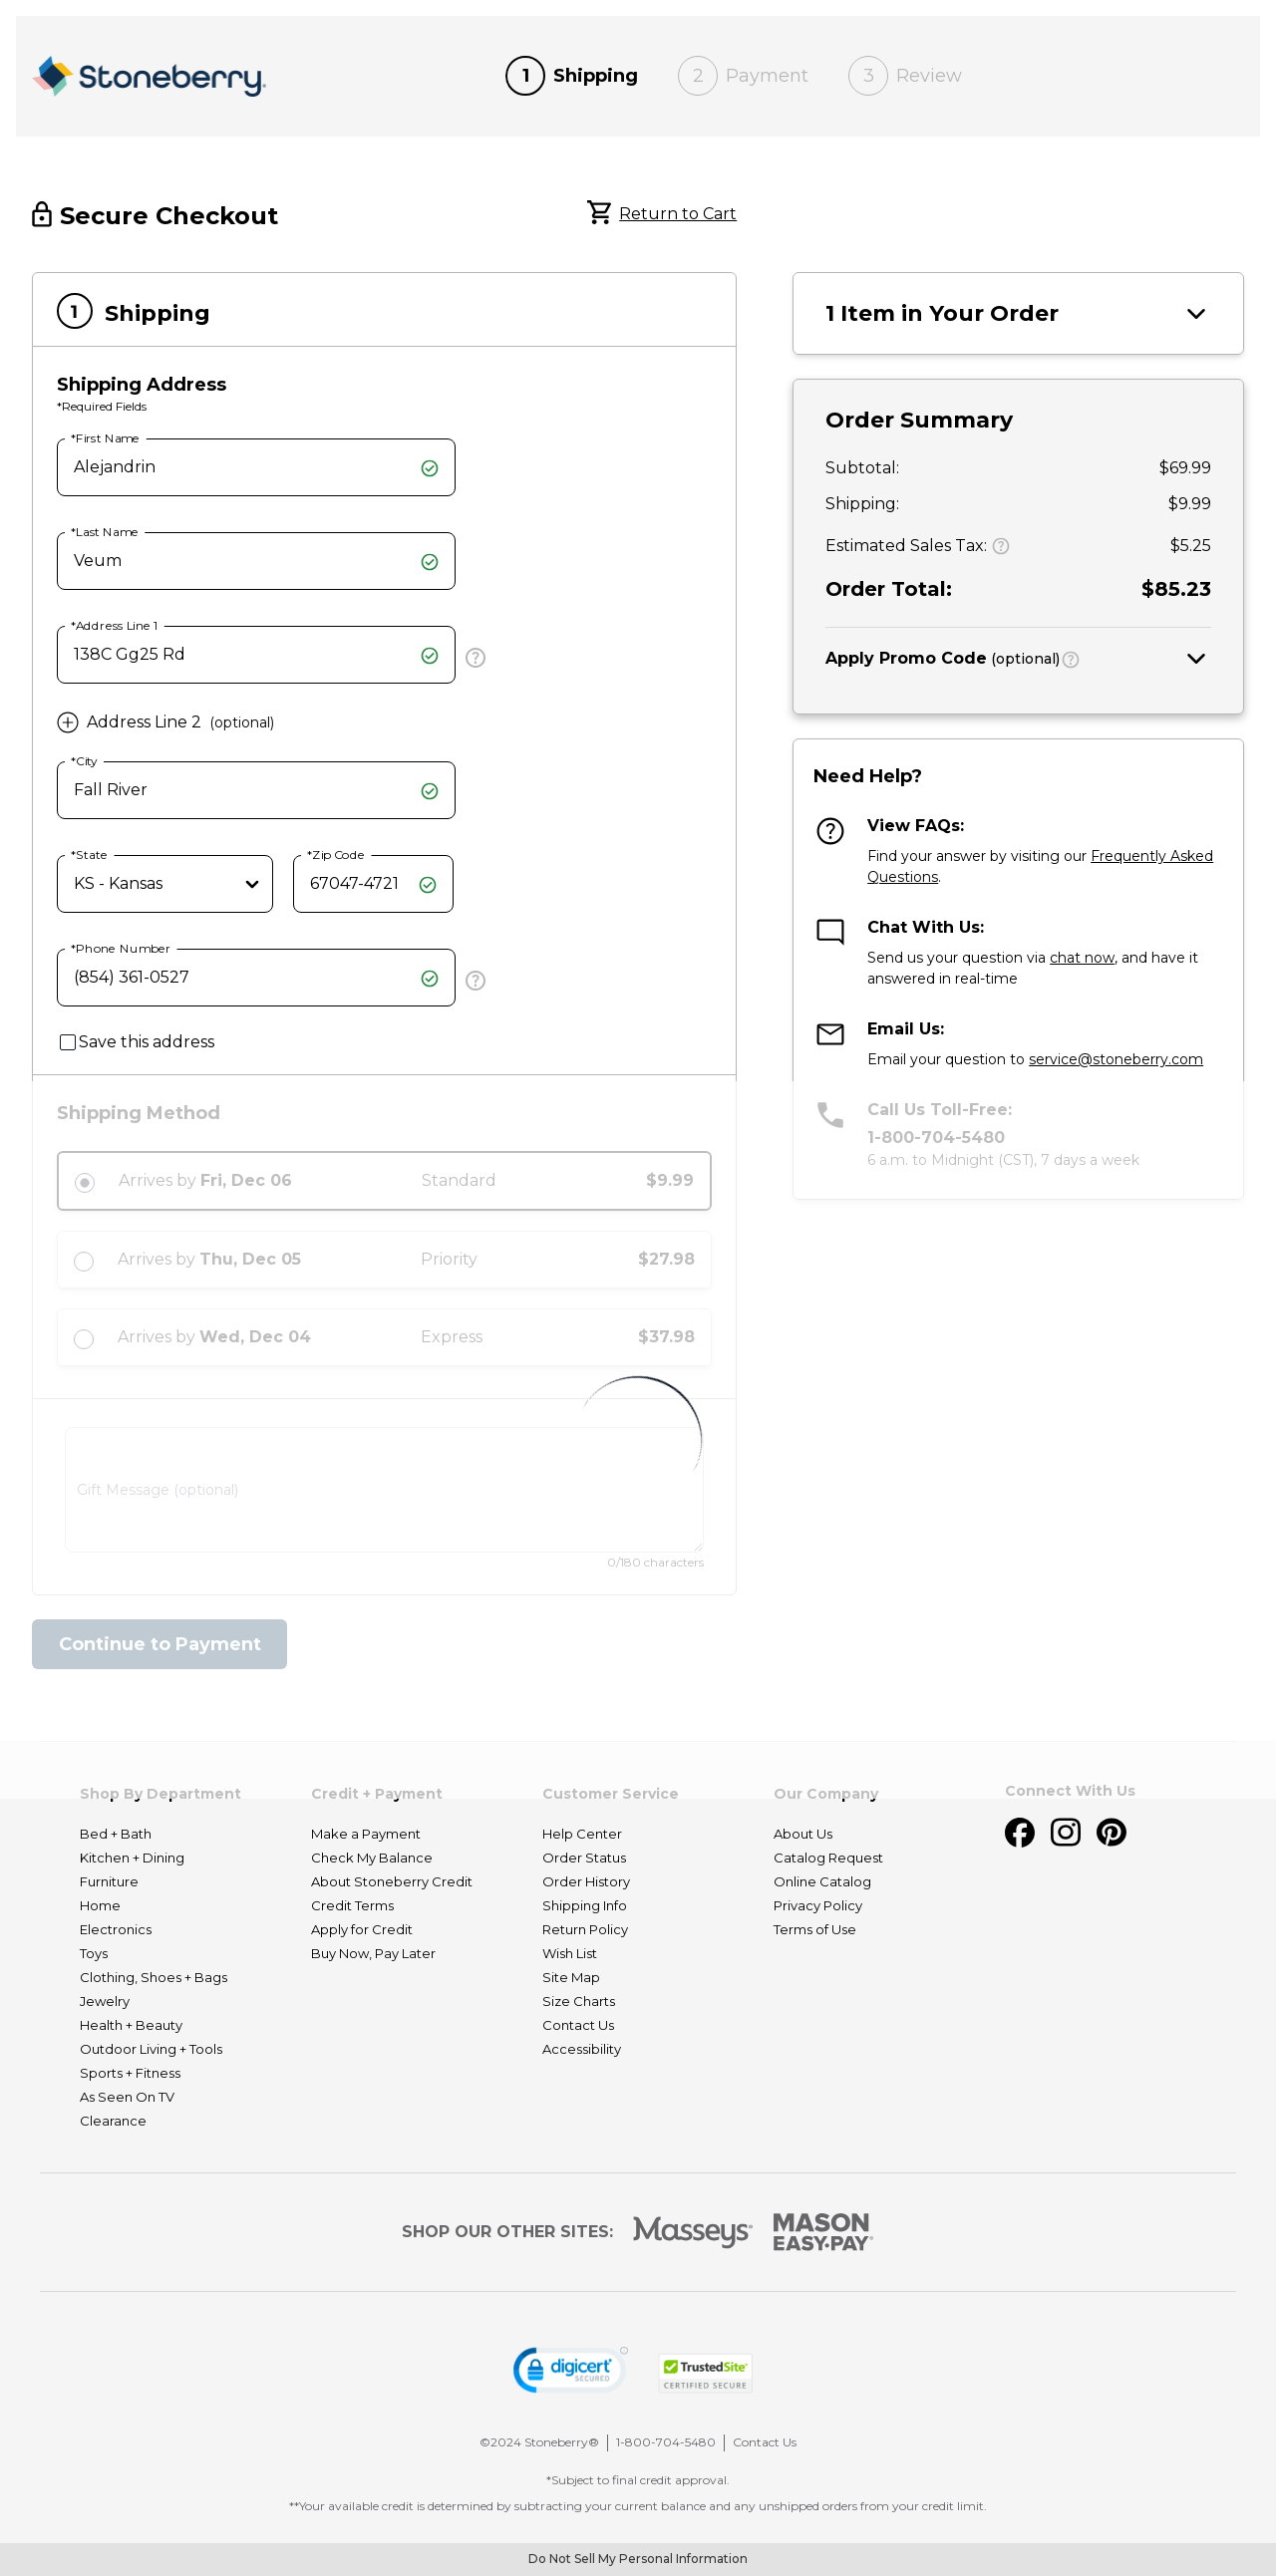 Stoneberry
1 Shipping
2 Payment
3 Review
Secure Checkout
Return to Cart
1 Shipping
Shipping Address
*Required Fields
*First Name
Alejandrin
*Last Name
Veum
*Address Line 1
138C Gg25 Rd
Address Line 2 (optional)
*City
Fall River
*State
KS - Kansas
*Zip Code
67047-4721
*Phone Number
(854) 361-0527
Save this address
Shipping Method
Arrives by Fri, Dec 06 Standard $9.99
Arrives by Thu, Dec 05 Priority $27.98
Arrives by Wed, Dec 04 Express $37.98
Gift Message (optional)
0/180 characters
Continue to Payment
1 Item in Your Order
Order Summary
Subtotal: $69.99
Shipping: $9.99
Estimated Sales Tax: ? $5.25
Order Total: $85.23
Apply Promo Code (optional) ?
Need Help?
View FAQs:
Find your answer by visiting our Frequently Asked
Questions.
Chat With Us:
Send us your question via chat now, and have it
answered in real-time
Email Us:
Email your question to service@stoneberry.com
Call Us Toll-Free:
1-800-704-5480
6 a.m. to Midnight (CST), 7 days a week
Shop By Department
Bed + Bath
Kitchen + Dining
Furniture
Home
Electronics
Toys
Clothing, Shoes + Bags
Jewelry
Health + Beauty
Outdoor Living + Tools
Sports + Fitness
As Seen On TV
Clearance
Credit + Payment
Make a Payment
Check My Balance
About Stoneberry Credit
Credit Terms
Apply for Credit
Buy Now, Pay Later
Customer Service
Help Center
Order Status
Order History
Shipping Info
Return Policy
Wish List
Site Map
Size Charts
Contact Us
Accessibility
Our Company
About Us
Catalog Request
Online Catalog
Privacy Policy
Terms of Use
Connect With Us
SHOP OUR OTHER SITES:
Masseys
MASON
EASY•PAY
digicert
SECURED
TrustedSite
CERTIFIED SECURE
©2024 Stoneberry® | 1-800-704-5480 | Contact Us
*Subject to final credit approval.
**Your available credit is determined by subtracting your current balance and any unshipped orders from your credit limit.
Do Not Sell My Personal Information